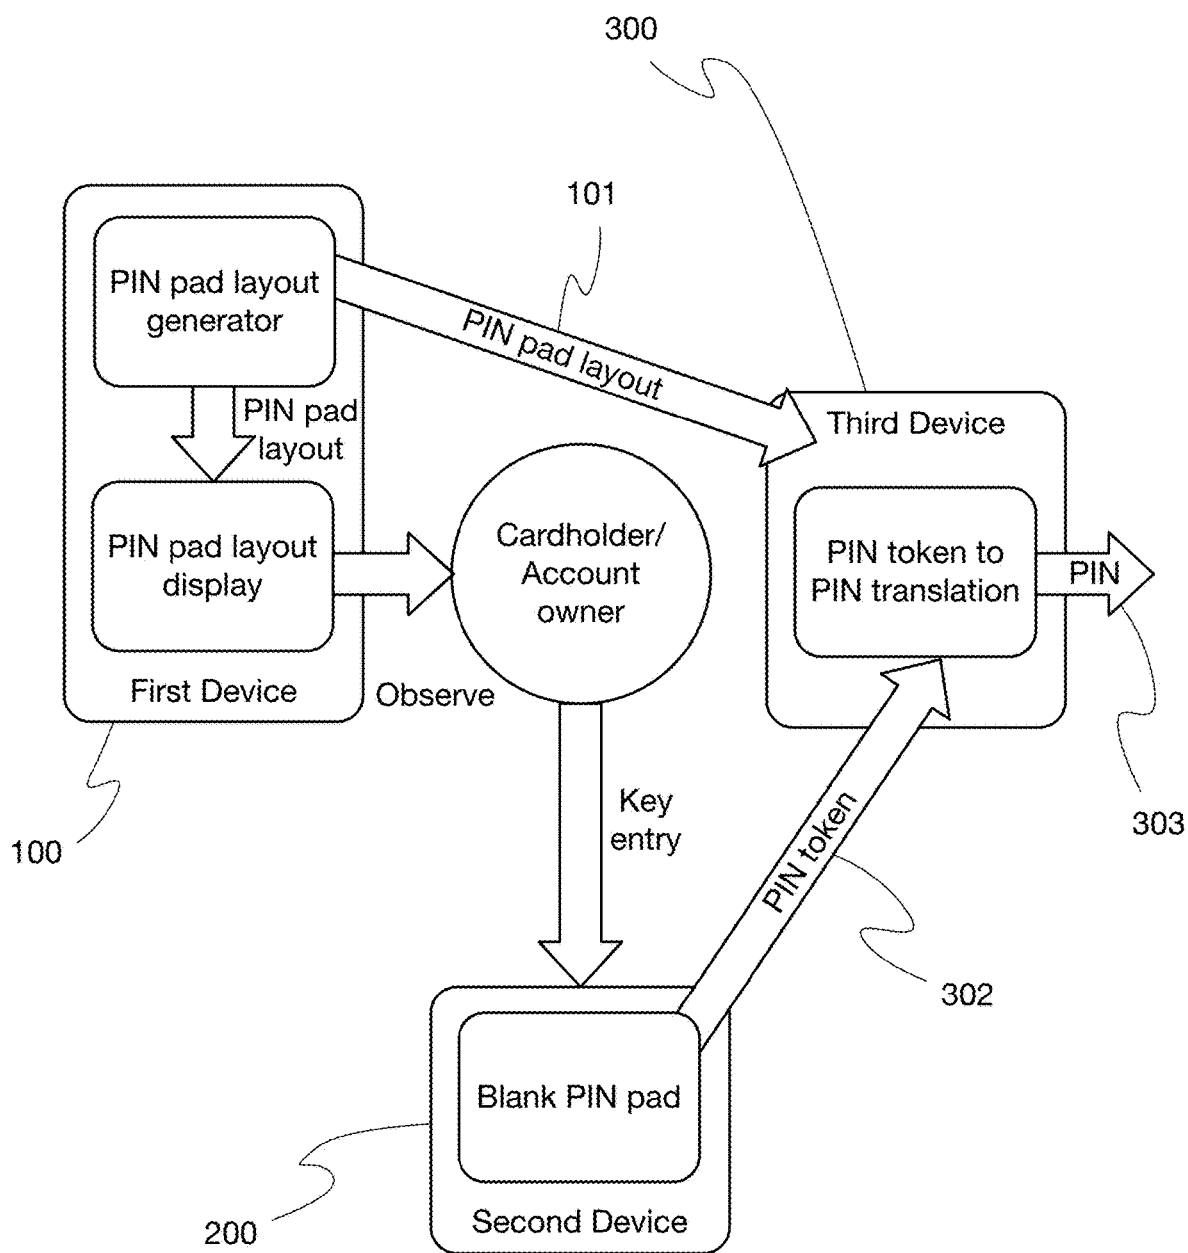 300
101
PIN pad layout
generator
PIN pad layout
PIN pad
layout
Third Device
Cardholder/
Account
owner
PIN pad layout
display
PIN token to
PIN translation
PIN
First Device
Observe
Key
entry
PIN token
303
100
302
Blank PIN pad
Second Device
200